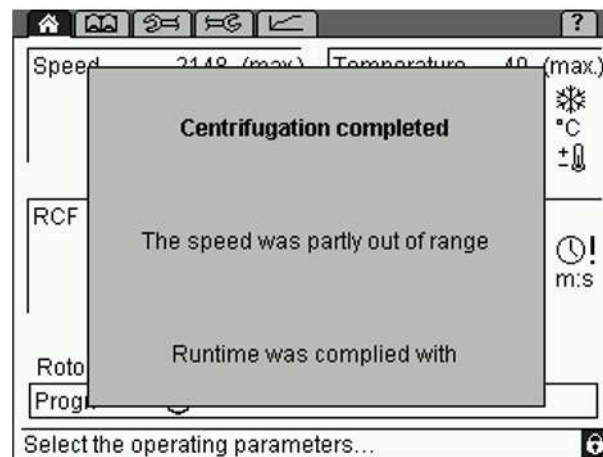 ?
Speed 2148 (max.) Temperature 40 (max.)
Centrifugation completed
°C
RCF
The speed was partly out of range
m:s
Runtime was complied with
Select the operating parameters...